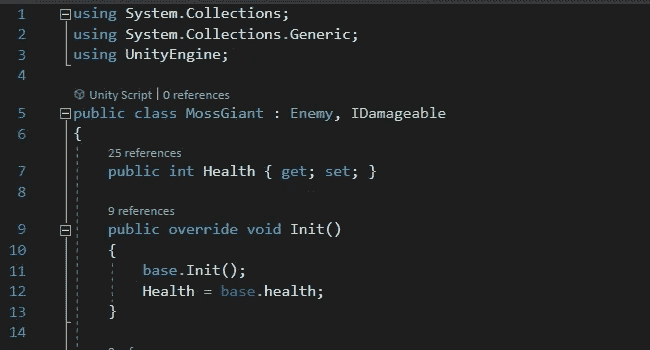 1 using System.Collections;
2 using System.Collections.Generic;
3 using UnityEngine;
4
Unity Script | 0 references
5 public class MossGiant : Enemy, IDamageable
6 {
25 references
7 public int Health { get; set; }
8
9 references
9 public override void Init()
10 {
11 base.Init();
12 Health = base.health;
13 }
14